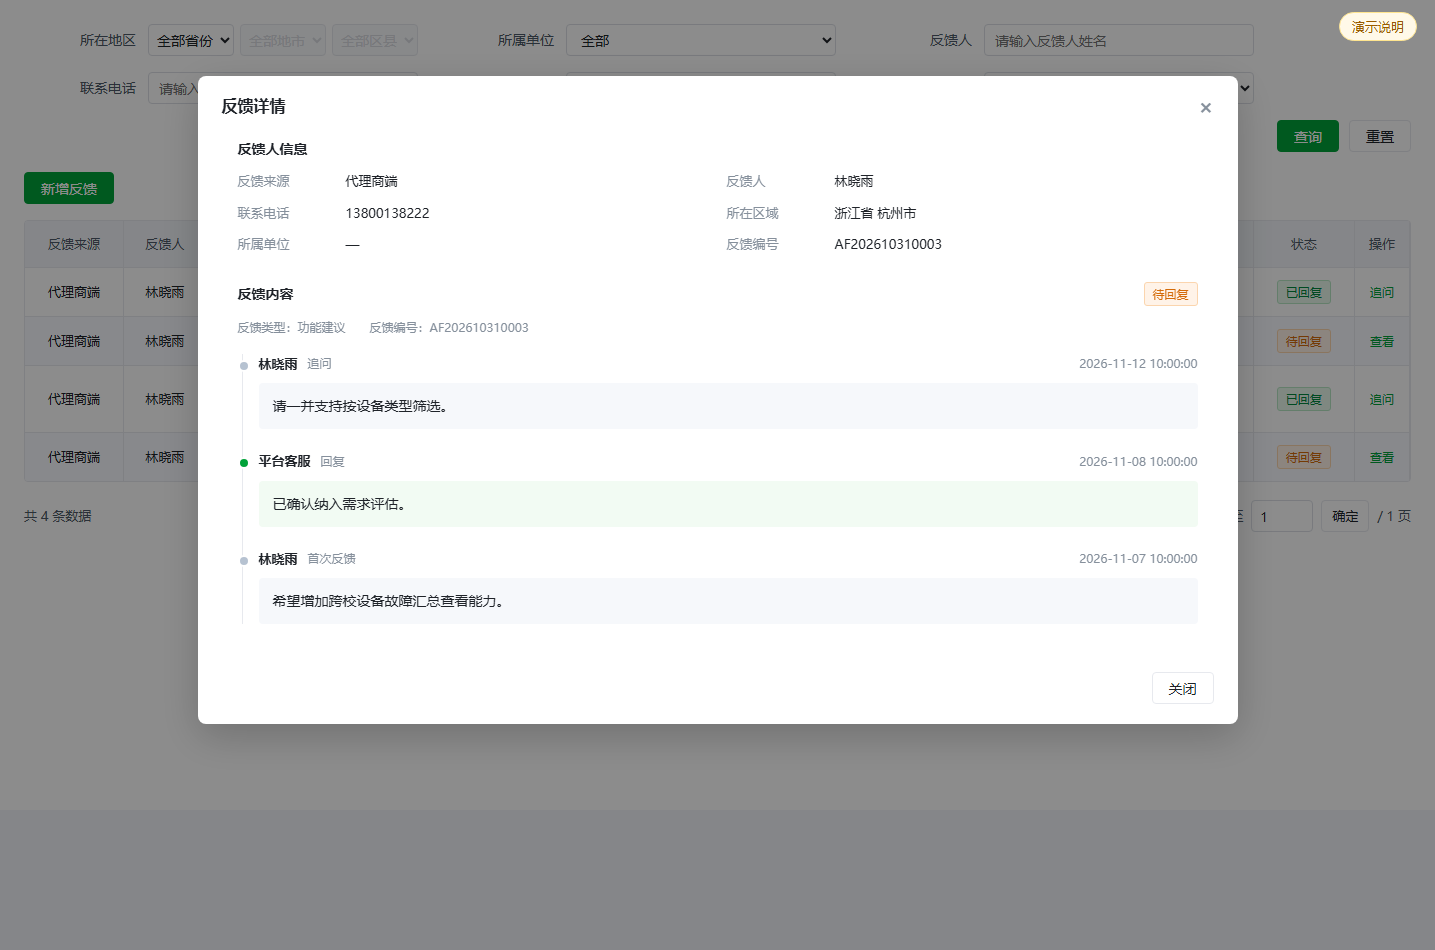 所在地区 全部省份 全部地市 全部区县 所属单位 全部 反馈人 请输入反馈人姓名 演示说明
联系电话 请输入
查询 重置
新增反馈
反馈来源 反馈人 状态 操作
代理商端 林晓雨 已回复 追问
代理商端 林晓雨 待回复 查看
代理商端 林晓雨 已回复 追问
代理商端 林晓雨 待回复 查看
共 4 条数据 至 1 确定 / 1 页
反馈详情 ×
反馈人信息
反馈来源 代理商端 反馈人 林晓雨
联系电话 13800138222 所在区域 浙江省 杭州市
所属单位 — 反馈编号 AF202610310003
反馈内容 待回复
反馈类型：功能建议 反馈编号：AF202610310003
林晓雨 追问 2026-11-12 10:00:00
请一并支持按设备类型筛选。
平台客服 回复 2026-11-08 10:00:00
已确认纳入需求评估。
林晓雨 首次反馈 2026-11-07 10:00:00
希望增加跨校设备故障汇总查看能力。
关闭